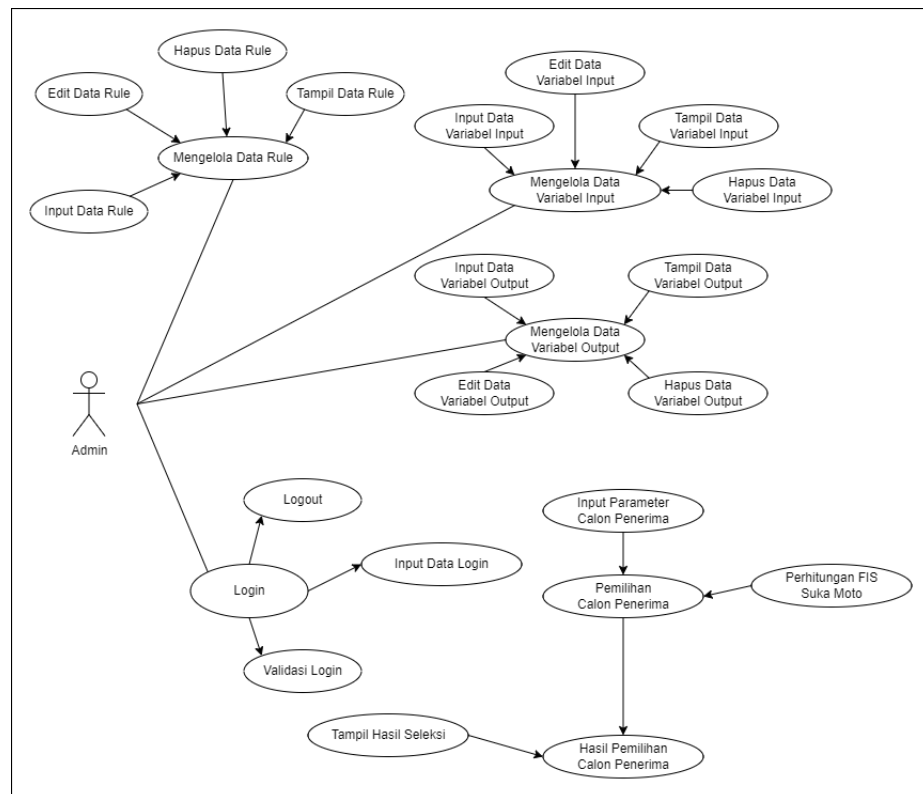 Hapus Data Rule
Edit Data Rule
Tampil Data Rule
Mengelola Data Rule
Input Data Rule
Edit Data
Variabel Input
Input Data
Variabel Input
Tampil Data
Variabel Input
Mengelola Data
Variabel Input
Hapus Data
Variabel Input
Input Data
Variabel Output
Tampil Data
Variabel Output
Mengelola Data
Variabel Output
Edit Data
Variabel Output
Hapus Data
Variabel Output
Admin
Logout
Input Data Login
Login
Validasi Login
Input Parameter
Calon Penerima
Pemilihan
Calon Penerima
Perhitungan FIS
Suka Moto
Tampil Hasil Seleksi
Hasil Pemilihan
Calon Penerima